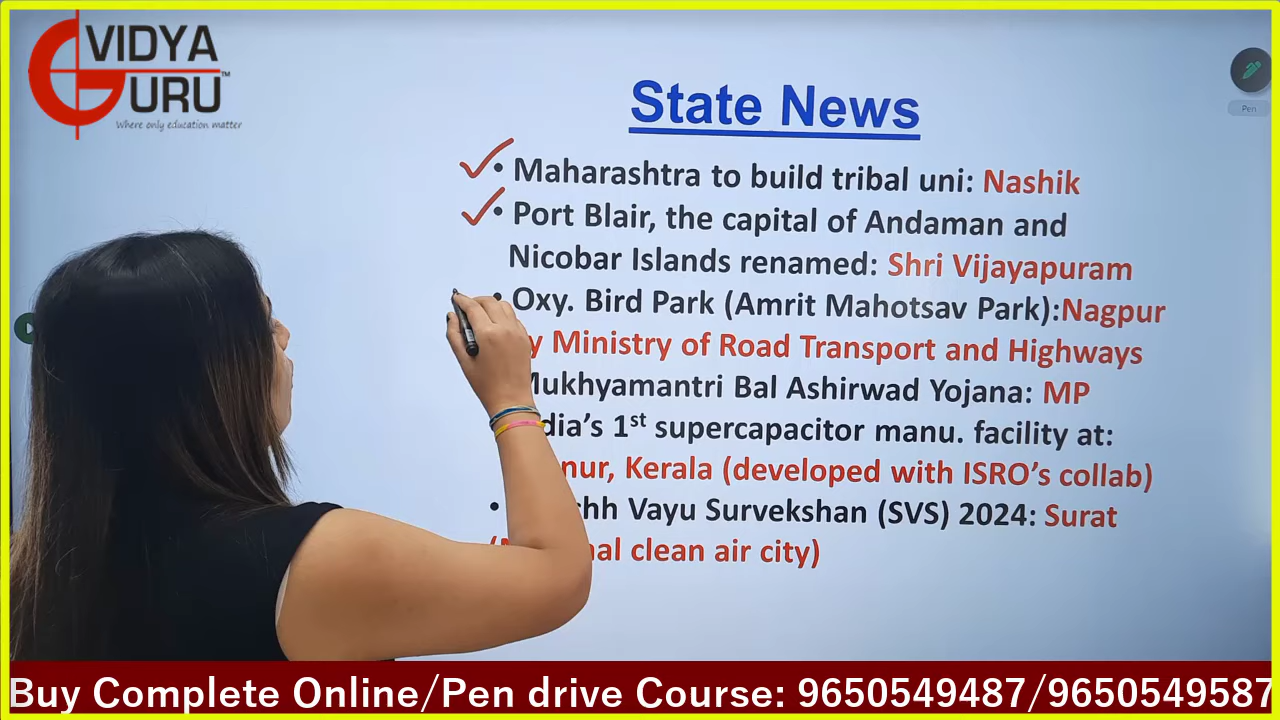 VIDYA
GURU
TM
Where only education matter
Pen
State News
• Maharashtra to build tribal uni: Nashik
• Port Blair, the capital of Andaman and
Nicobar Islands renamed: Shri Vijayapuram
• Oxy. Bird Park (Amrit Mahotsav Park):Nagpur
Ministry of Road Transport and Highways
Mukhyamantri Bal Ashirwad Yojana: MP
1st supercapacitor manu. facility at:
Kerala (developed with ISRO's collab)
• Vayu Survekshan (SVS) 2024: Surat
clean air city)
Buy Complete Online/Pen drive Course: 9650549487/9650549587